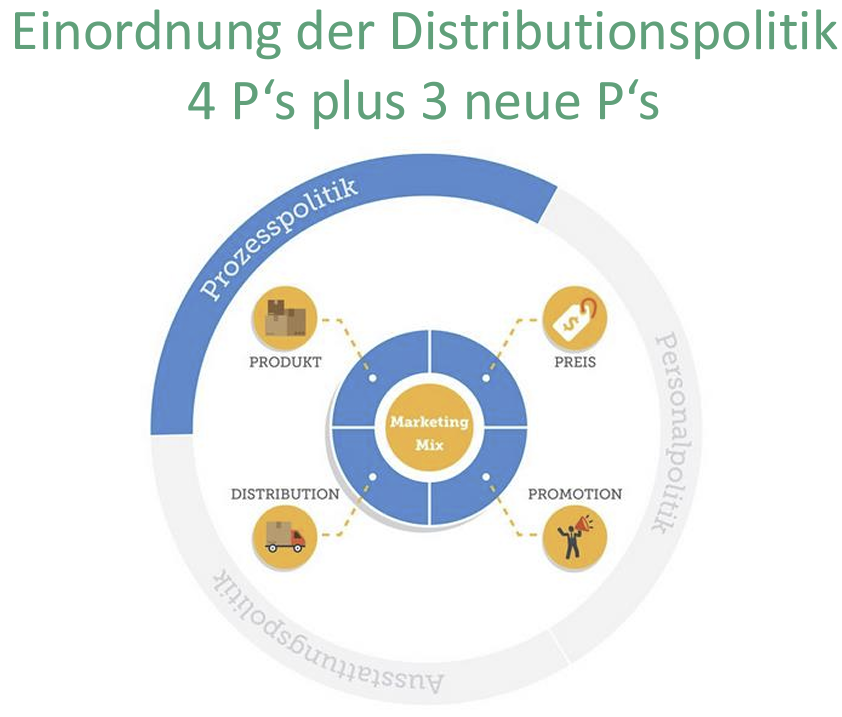 Einordnung der Distributionspolitik
4 P‘s plus 3 neue P‘s
Prozesspolitik
PRODUKT
PREIS
Personalpolitik
Marketing
Mix
DISTRIBUTION
PROMOTION
Ausstattungspolitik